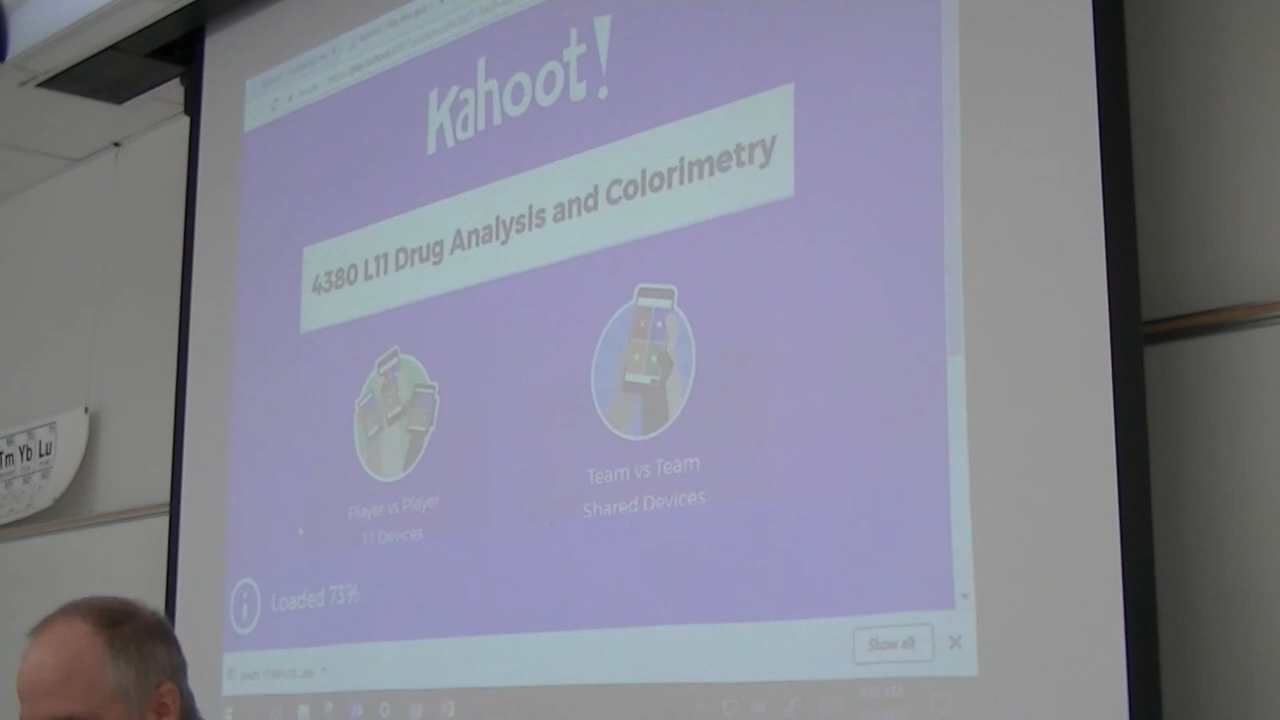 Kahoot!
4380 L11 Drug Analysis and Colorimetry
Player vs Player
1:1 Devices
Team vs Team
Shared Devices
Loaded 73%
Show all
Tm Yb Lu